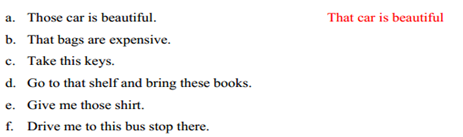 a. Those car is beautiful. That car is beautiful
b. That bags are expensive.
c. Take this keys.
d. Go to that shelf and bring these books.
e. Give me those shirt.
f. Drive me to this bus stop there.